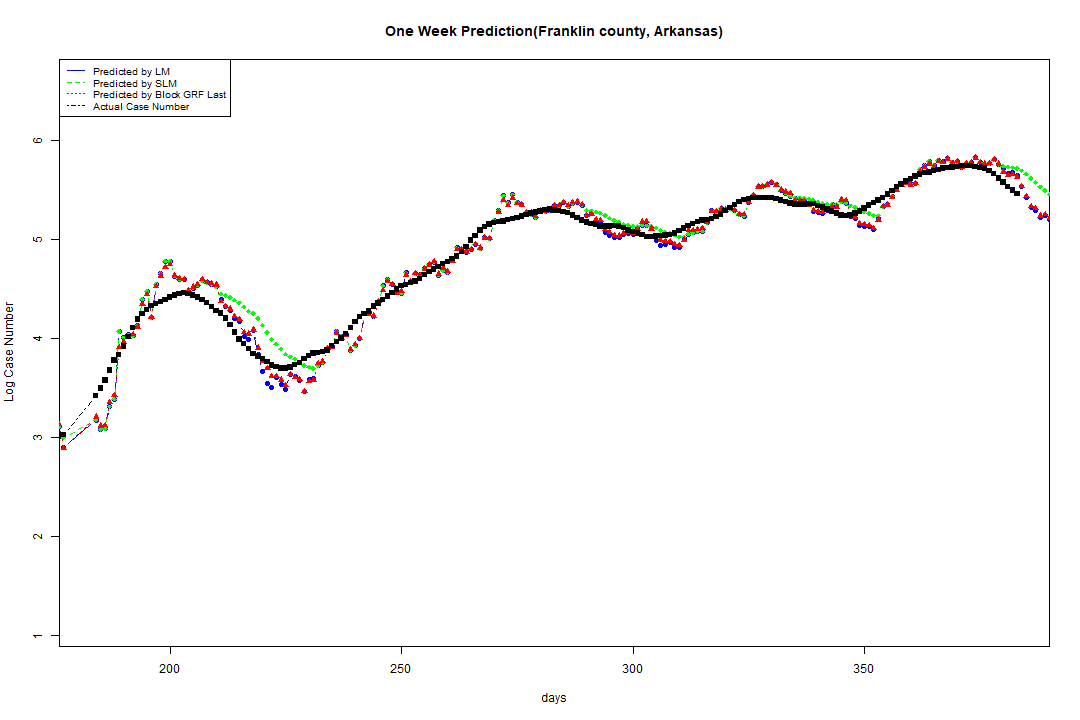 One Week Prediction(Franklin county, Arkansas)
Predicted by LM
Predicted by SLM
Predicted by Block GRF Last
Actual Case Number
6
5
4
3
2
1
Log Case Number
200 250 300 350
days